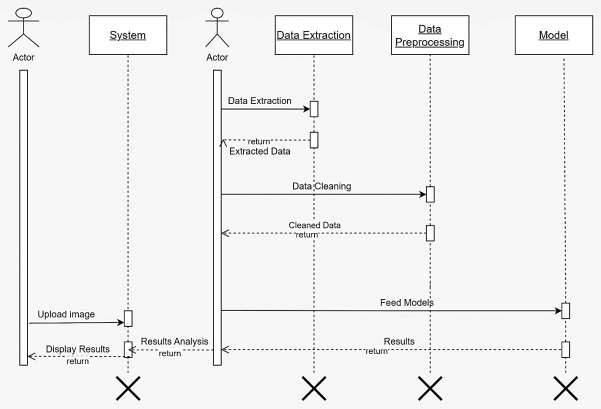 System
Data Extraction
Data
Preprocessing
Model
Actor
Actor
Data Extraction
return
Extracted Data
Data Cleaning
Cleaned Data
return
Feed Models
Upload image
Results Analysis
return
Results
return
Display Results
return